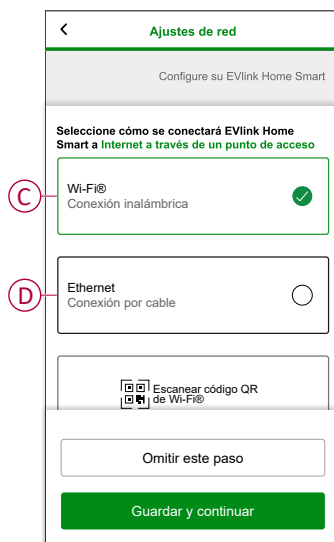 Ajustes de red
Configure su EVlink Home Smart
Seleccione cómo se conectará EVlink Home
Smart a Internet a través de un punto de acceso
C
Wi-Fi®
Conexión inalámbrica
D
Ethernet
Conexión por cable
Escanear código QR
de Wi-Fi®
Omitir este paso
Guardar y continuar